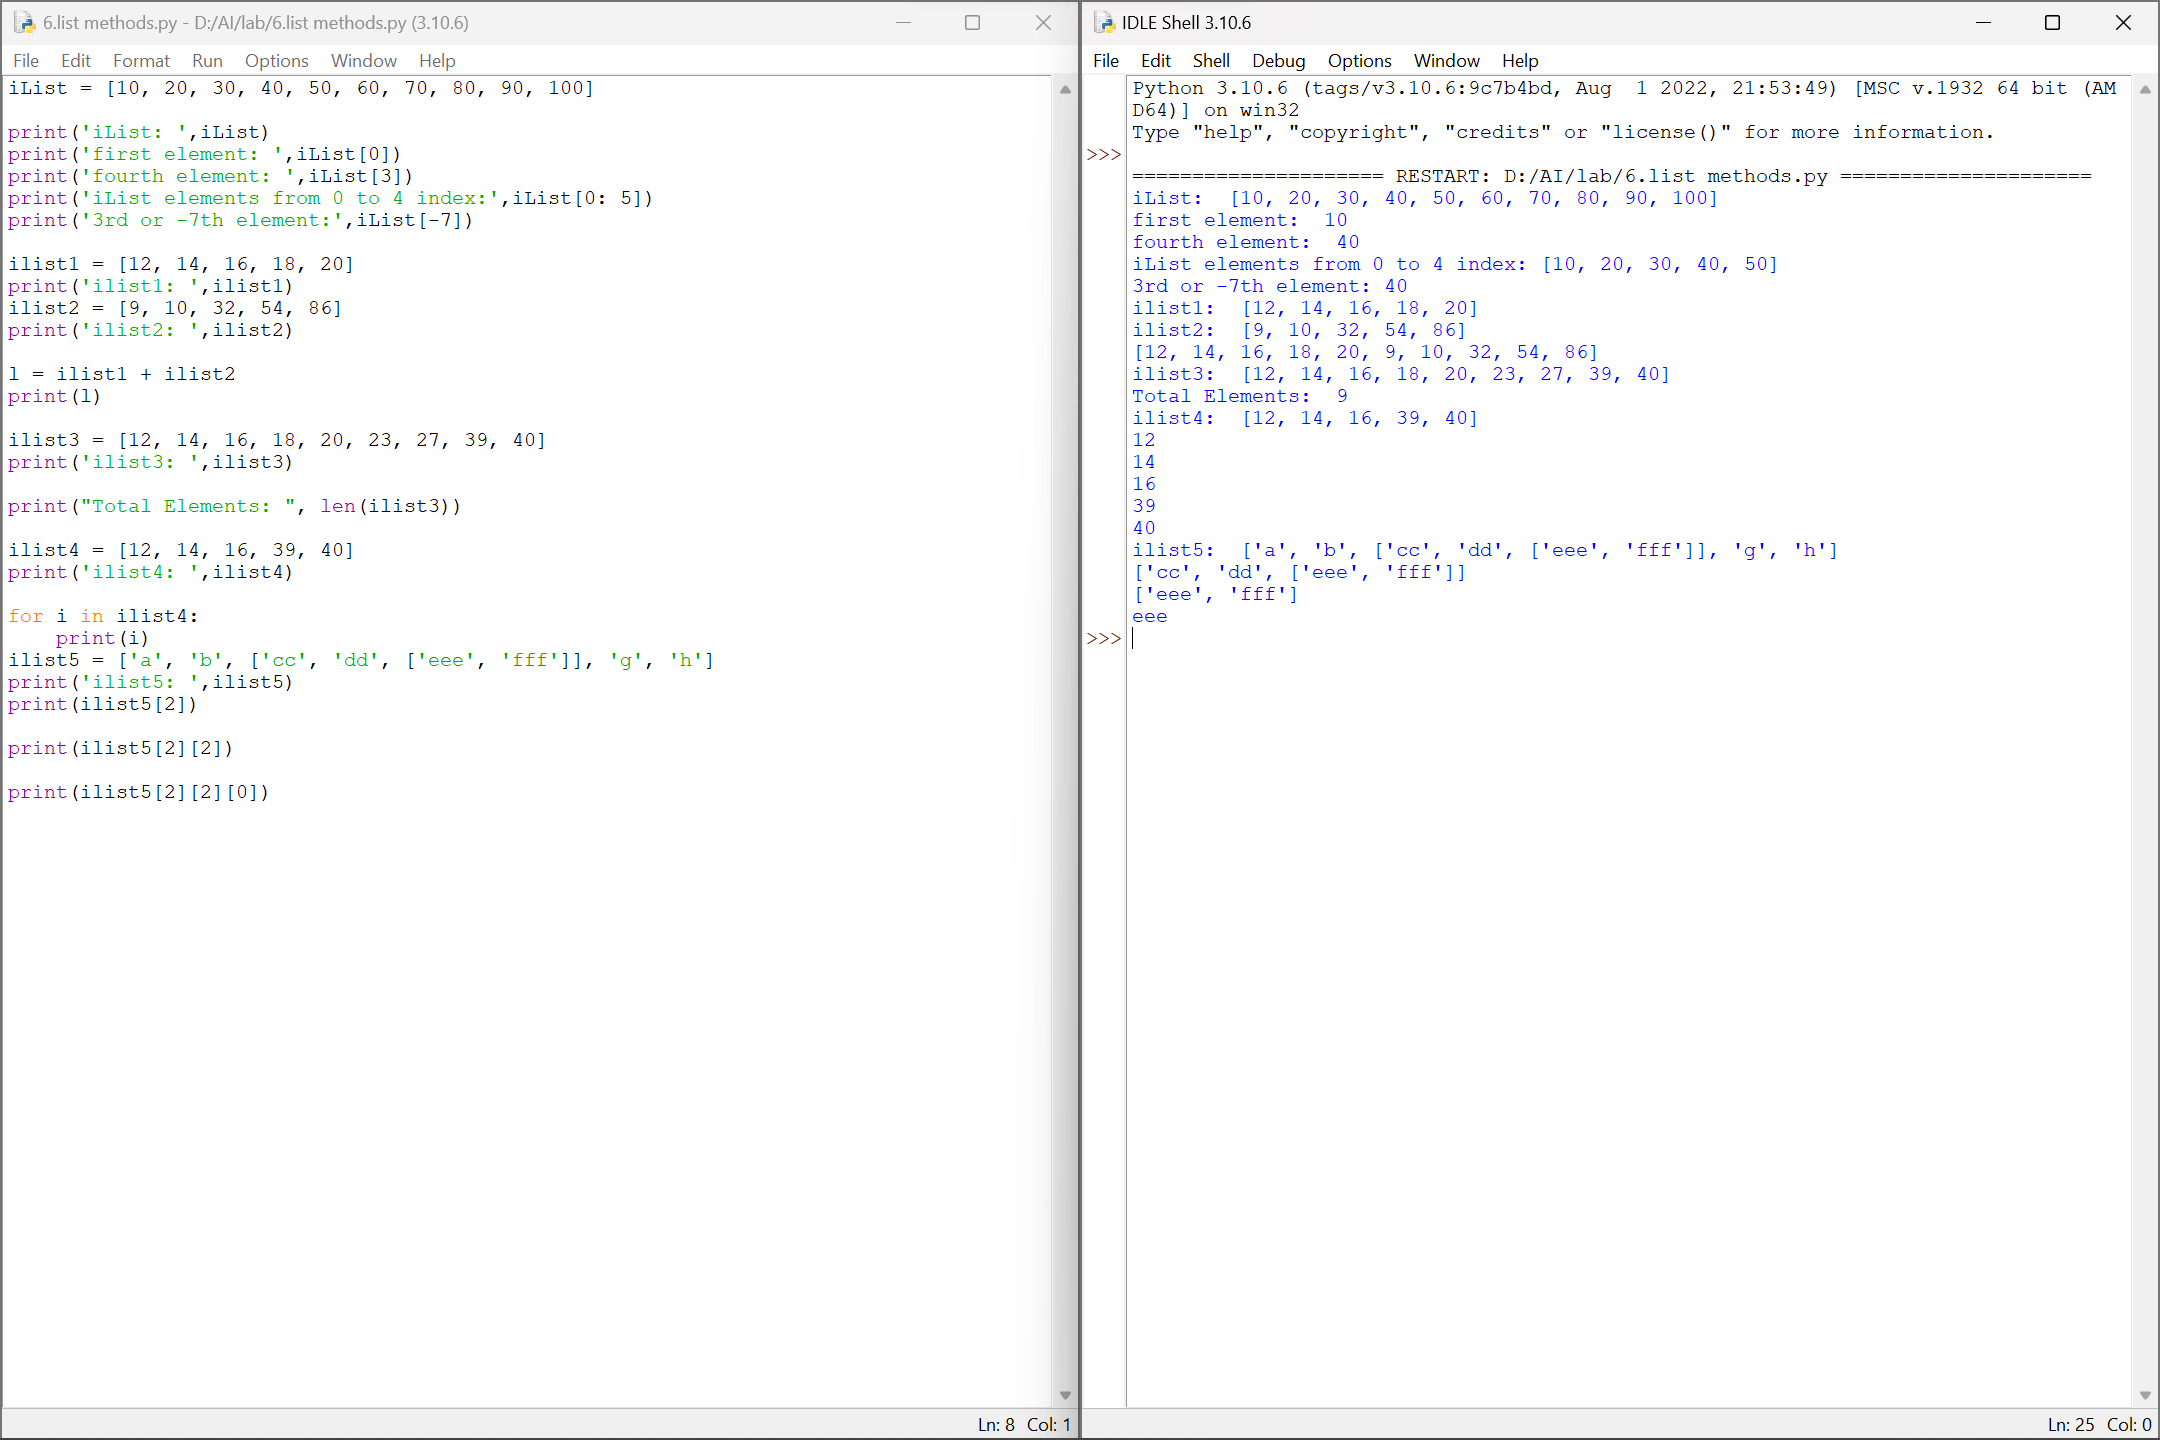 6.list methods.py - D:/AI/lab/6.list methods.py (3.10.6)
File Edit Format Run Options Window Help
iList = [10, 20, 30, 40, 50, 60, 70, 80, 90, 100]
print('iList: ',iList)
print('first element: ',iList[0])
print('fourth element: ',iList[3])
print('iList elements from 0 to 4 index:',iList[0: 5])
print('3rd or -7th element:',iList[-7])
ilist1 = [12, 14, 16, 18, 20]
print('ilist1: ',ilist1)
ilist2 = [9, 10, 32, 54, 86]
print('ilist2: ',ilist2)
l = ilist1 + ilist2
print(l)
ilist3 = [12, 14, 16, 18, 20, 23, 27, 39, 40]
print('ilist3: ',ilist3)
print("Total Elements: ", len(ilist3))
ilist4 = [12, 14, 16, 39, 40]
print('ilist4: ',ilist4)
for i in ilist4:
    print(i)
ilist5 = ['a', 'b', ['cc', 'dd', ['eee', 'fff']], 'g', 'h']
print('ilist5: ',ilist5)
print(ilist5[2])
print(ilist5[2][2])
print(ilist5[2][2][0])
Ln: 8 Col: 1
IDLE Shell 3.10.6
File Edit Shell Debug Options Window Help
Python 3.10.6 (tags/v3.10.6:9c7b4bd, Aug  1 2022, 21:53:49) [MSC v.1932 64 bit (AM
D64)] on win32
Type "help", "copyright", "credits" or "license()" for more information.
>>>
===================== RESTART: D:/AI/lab/6.list methods.py =====================
iList:  [10, 20, 30, 40, 50, 60, 70, 80, 90, 100]
first element:  10
fourth element:  40
iList elements from 0 to 4 index: [10, 20, 30, 40, 50]
3rd or -7th element: 40
ilist1:  [12, 14, 16, 18, 20]
ilist2:  [9, 10, 32, 54, 86]
[12, 14, 16, 18, 20, 9, 10, 32, 54, 86]
ilist3:  [12, 14, 16, 18, 20, 23, 27, 39, 40]
Total Elements:  9
ilist4:  [12, 14, 16, 39, 40]
12
14
16
39
40
ilist5:  ['a', 'b', ['cc', 'dd', ['eee', 'fff']], 'g', 'h']
['cc', 'dd', ['eee', 'fff']]
['eee', 'fff']
eee
>>>
Ln: 25 Col: 0